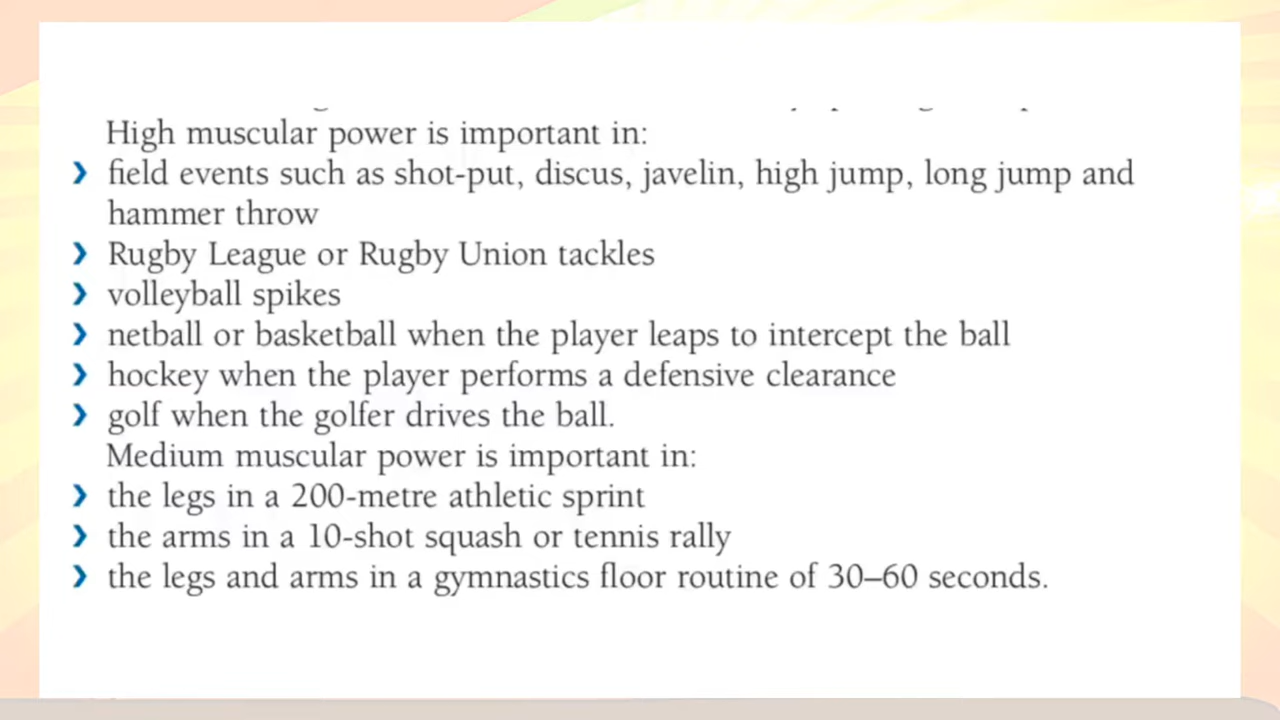 High muscular power is important in:
❯ field events such as shot-put, discus, javelin, high jump, long jump and
hammer throw
❯ Rugby League or Rugby Union tackles
❯ volleyball spikes
❯ netball or basketball when the player leaps to intercept the ball
❯ hockey when the player performs a defensive clearance
❯ golf when the golfer drives the ball.
Medium muscular power is important in:
❯ the legs in a 200-metre athletic sprint
❯ the arms in a 10-shot squash or tennis rally
❯ the legs and arms in a gymnastics floor routine of 30–60 seconds.